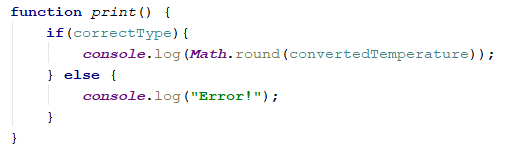 function print() {
    if(correctType){
        console.log(Math.round(convertedTemperature));
    } else {
        console.log("Error!");
    }
}